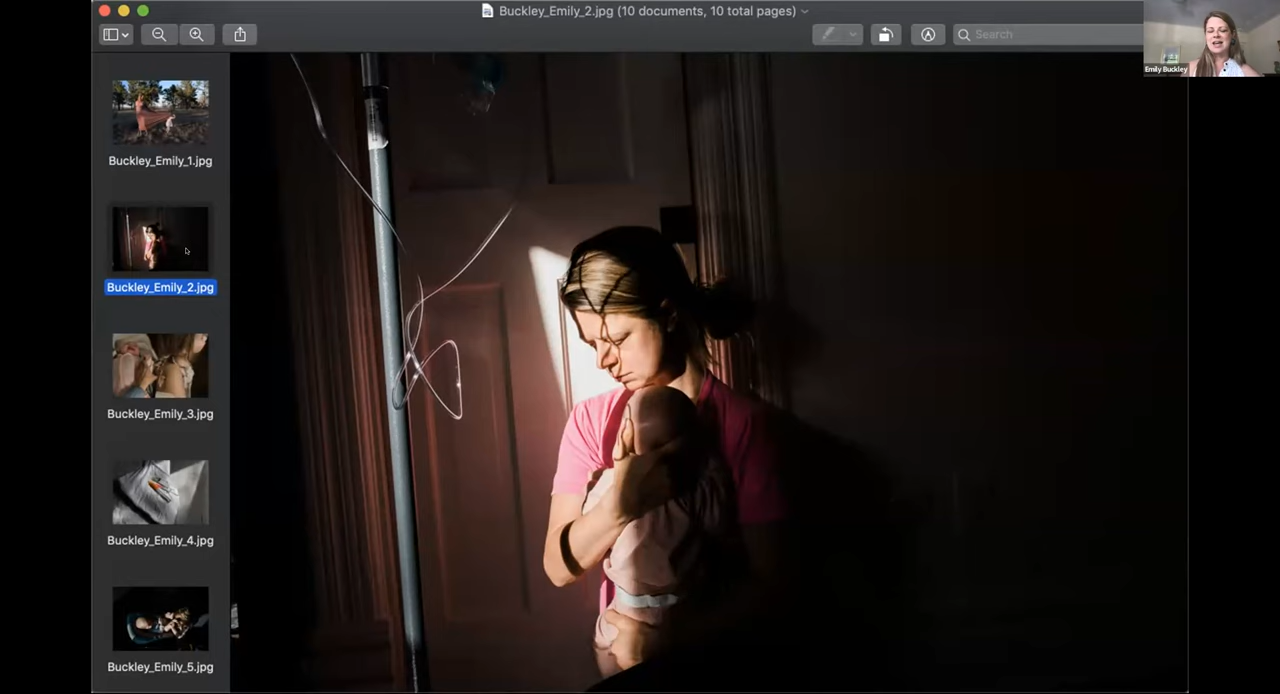 Buckley_Emily_2.jpg (10 documents, 10 total pages)
Search
Emily Buckley
Buckley_Emily_1.jpg
Buckley_Emily_2.jpg
Buckley_Emily_3.jpg
Buckley_Emily_4.jpg
Buckley_Emily_5.jpg